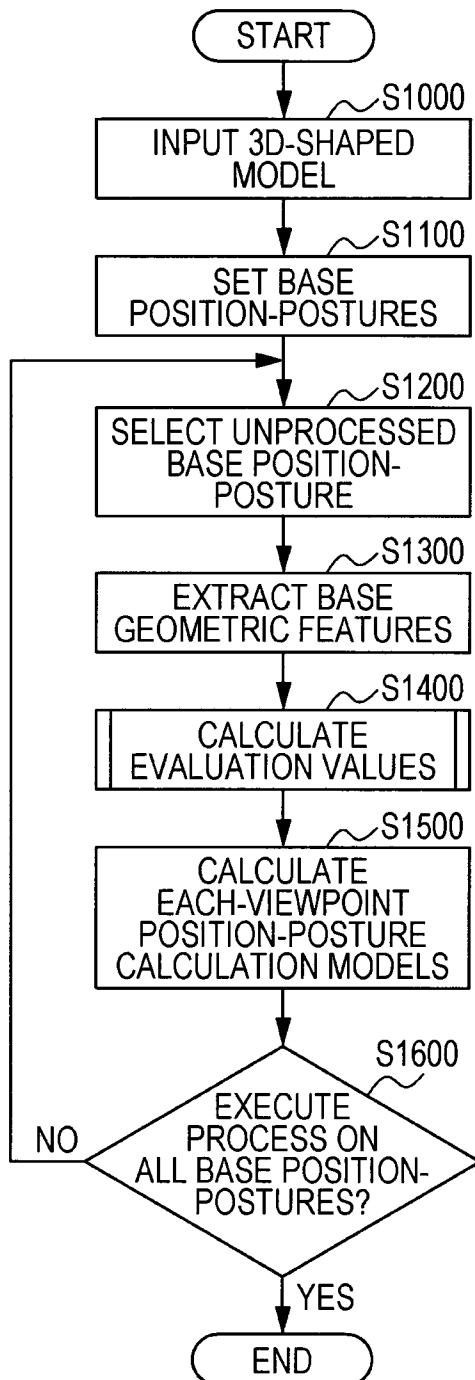 START
S1000
INPUT 3D-SHAPED
MODEL
S1100
SET BASE
POSITION-POSTURES
S1200
SELECT UNPROCESSED
BASE POSITION-
POSTURE
S1300
EXTRACT BASE
GEOMETRIC FEATURES
S1400
CALCULATE
EVALUATION VALUES
S1500
CALCULATE
EACH-VIEWPOINT
POSITION-POSTURE
CALCULATION MODELS
S1600
EXECUTE
PROCESS ON
ALL BASE POSITION-
POSTURES?
NO
YES
END